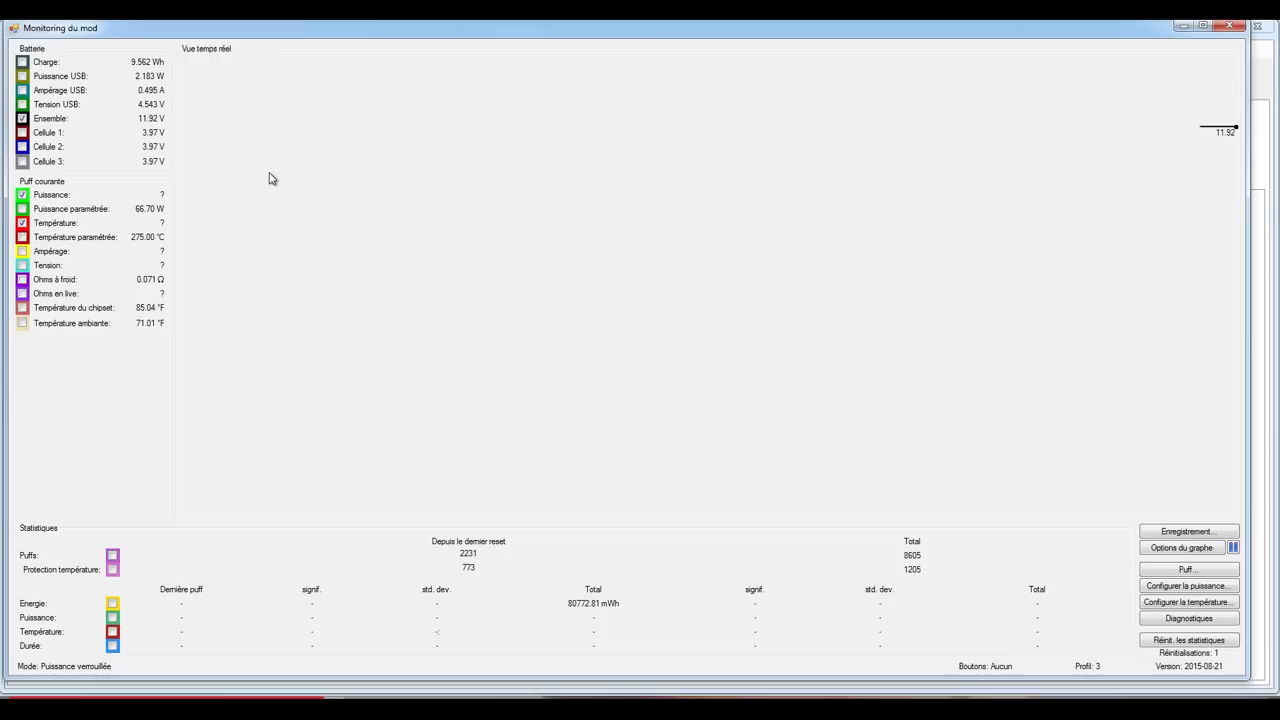 Monitoring du mod
Batterie
Charge: 9.562 Wh
Puissance USB: 2.183 W
Ampérage USB: 0.495 A
Tension USB: 4.543 V
Ensemble: 11.92 V
Cellule 1: 3.97 V
Cellule 2: 3.97 V
Cellule 3: 3.97 V
Puff courante
Puissance: ?
Puissance paramétrée: 66.70 W
Température: ?
Température paramétrée: 275.00 °C
Ampérage: ?
Tension: ?
Ohms à froid: 0.071 Ω
Ohms en live: ?
Température du chipset: 85.04 °F
Température ambiante: 71.01 °F
Vue temps réel
11.92
Statistiques
Depuis le dernier reset Total
Puffs: 2231 8605
Protection température: 773 1205
Dernière puff signif. std. dev. Total signif. std. dev. Total
Energie: - - - 80772.81 mWh - - -
Puissance: - - - - - - -
Température: - - -: - - - -
Durée: - - - - - - -
Enregistrement...
Options du graphe
Puff...
Configurer la puissance...
Configurer la température...
Diagnostiques
Réinit. les statistiques
Réinitialisations: 1
Mode: Puissance verrouillée Boutons: Aucun Profil: 3 Version: 2015-08-21